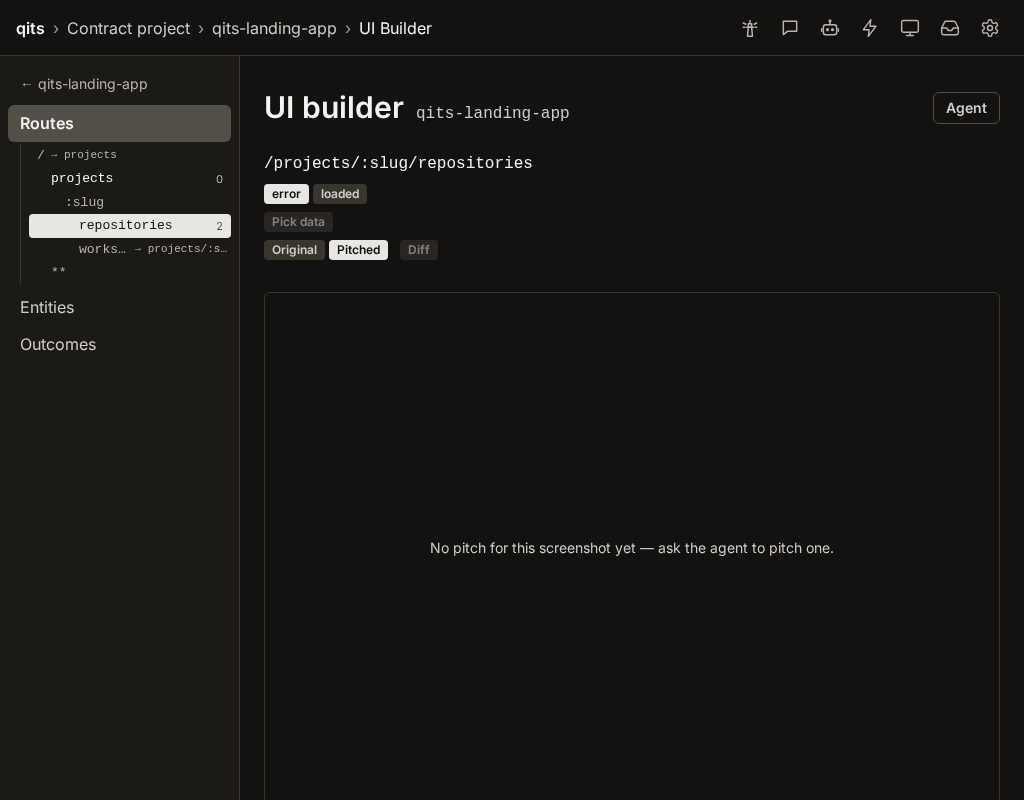 qits › Contract project › qits-landing-app › UI Builder
← qits-landing-app
Routes
/ → projects
projects 0
:slug
repositories 2
works… → projects/:s…
**
Entities
Outcomes
UI builder qits-landing-app
Agent
/projects/:slug/repositories
error loaded
Pick data
Original Pitched Diff
No pitch for this screenshot yet — ask the agent to pitch one.